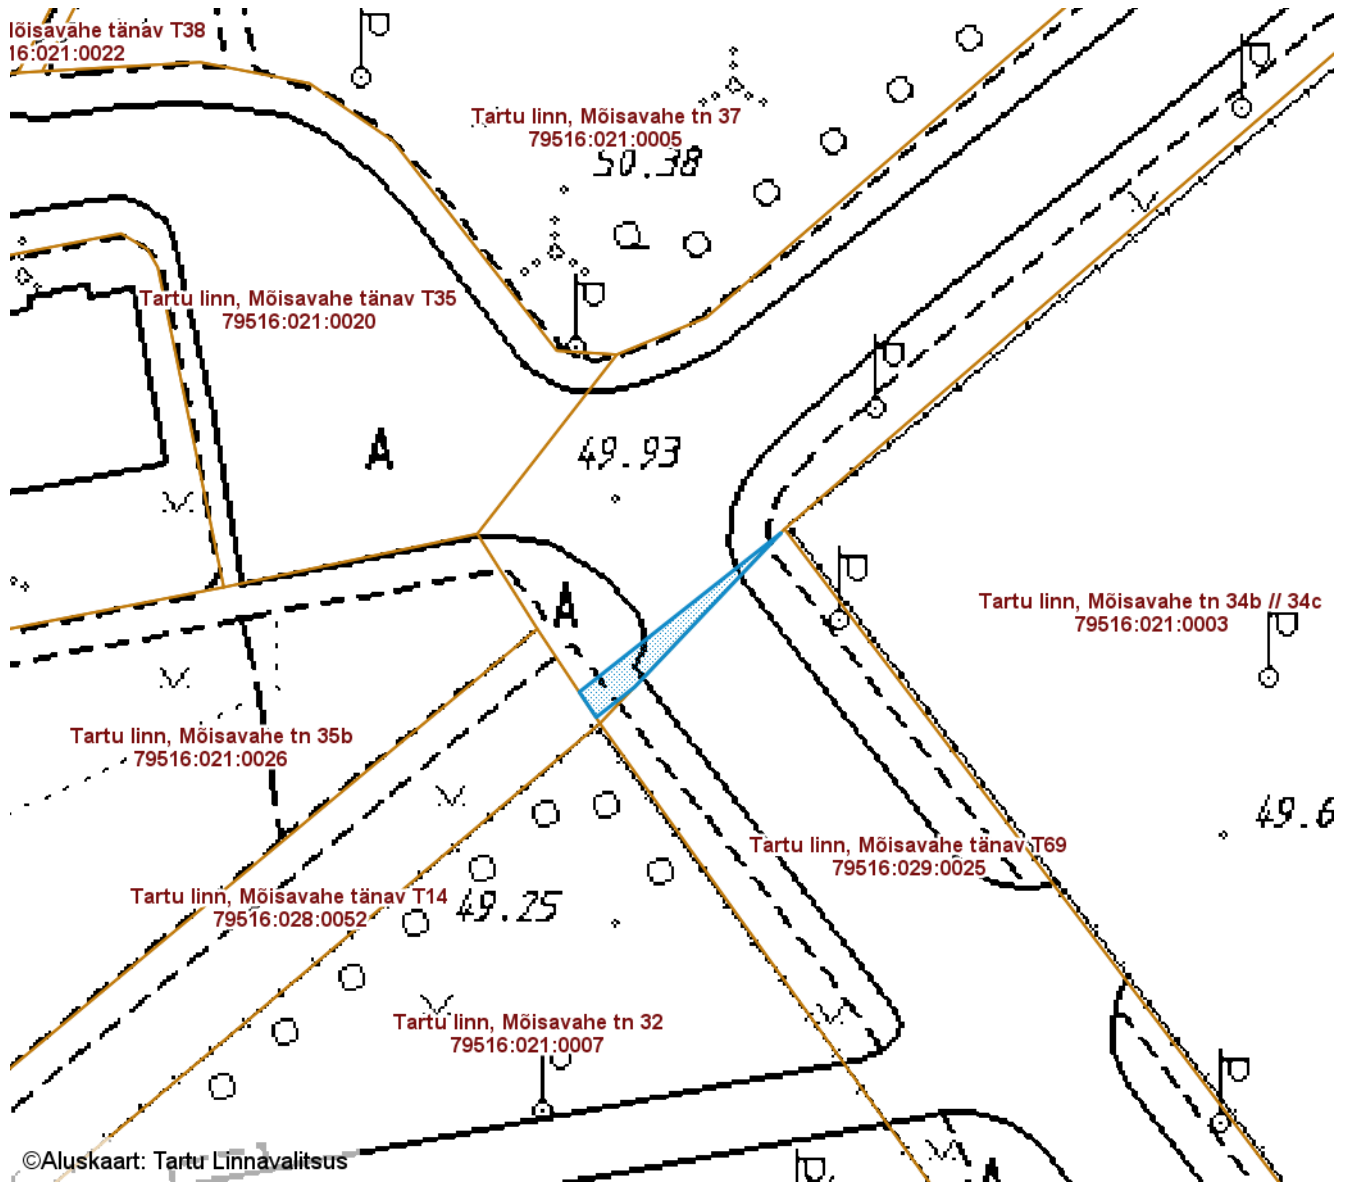 lõisavahe tänav T38
16:021:0022
Tartu linn, Mõisavahe tn 37
79516:021:0005
50.38
Tartu linn, Mõisavahe tänav T35
79516:021:0020
A
49.93
A
Tartu linn, Mõisavahe tn 34b // 34c
79516:021:0003
Tartu linn, Mõisavahe tn 35b
79516:021:0026
49.6
Tartu linn, Mõisavahe tänav T69
79516:029:0025
Tartu linn, Mõisavahe tänav T14
79516:028:0052
49.25
Tartu linn, Mõisavahe tn 32
79516:021:0007
©Aluskaart: Tartu Linnavalitsus
A